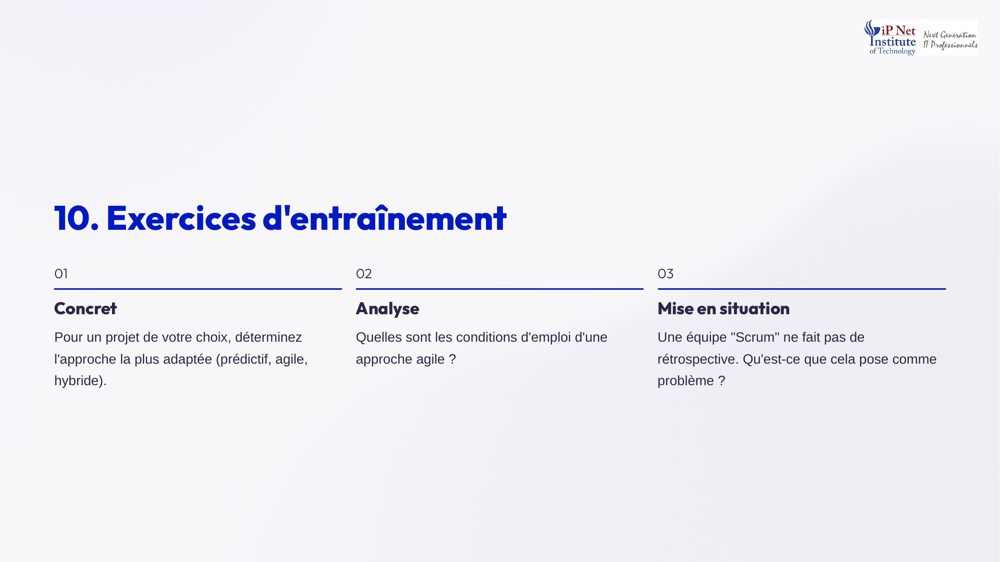 iP Net
Institute
of Technology
Next Generation
IT Professionnels
10. Exercices d'entraînement
01
Concret
Pour un projet de votre choix, déterminez
l'approche la plus adaptée (prédictif, agile,
hybride).
02
Analyse
Quelles sont les conditions d'emploi d'une
approche agile ?
03
Mise en situation
Une équipe "Scrum" ne fait pas de
rétrospective. Qu'est-ce que cela pose comme
problème ?